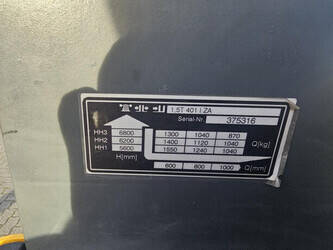 1.5T 401 i ZA
Serial-Nr. 375316
HH3 6800 1300 1040 870
HH2 6200 1400 1120 1040 Q[kg]
HH1 5600 1550 1240 1040
H[mm]
600 800 1000 Q[mm]